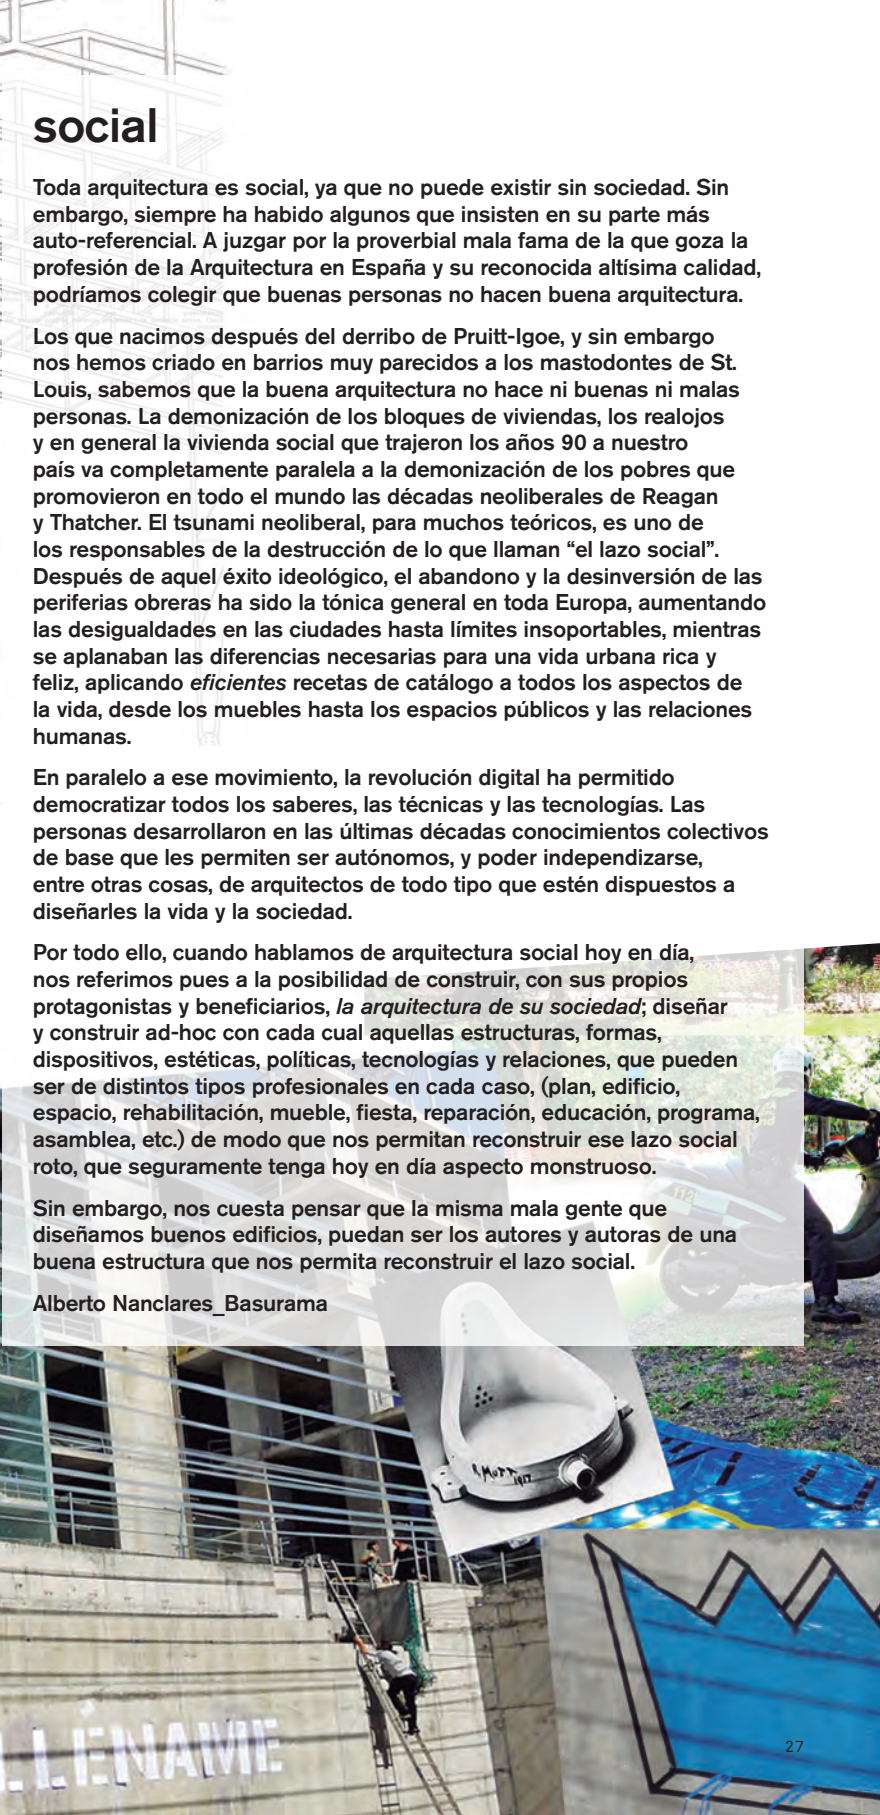 social
Toda arquitectura es social, ya que no puede existir sin sociedad. Sin
embargo, siempre ha habido algunos que insisten en su parte más
auto-referencial. A juzgar por la proverbial mala fama de la que goza la
profesión de la Arquitectura en España y su reconocida altísima calidad,
podríamos colegir que buenas personas no hacen buena arquitectura.
Los que nacimos después del derribo de Pruitt-Igoe, y sin embargo
nos hemos criado en barrios muy parecidos a los mastodontes de St.
Louis, sabemos que la buena arquitectura no hace ni buenas ni malas
personas. La demonización de los bloques de viviendas, los realojos
y en general la vivienda social que trajeron los años 90 a nuestro
país va completamente paralela a la demonización de los pobres que
promovieron en todo el mundo las décadas neoliberales de Reagan
y Thatcher. El tsunami neoliberal, para muchos teóricos, es uno de
los responsables de la destrucción de lo que llaman “el lazo social”.
Después de aquel éxito ideológico, el abandono y la desinversión de las
periferias obreras ha sido la tónica general en toda Europa, aumentando
las desigualdades en las ciudades hasta límites insoportables, mientras
se aplanaban las diferencias necesarias para una vida urbana rica y
feliz, aplicando eficientes recetas de catálogo a todos los aspectos de
la vida, desde los muebles hasta los espacios públicos y las relaciones
humanas.
En paralelo a ese movimiento, la revolución digital ha permitido
democratizar todos los saberes, las técnicas y las tecnologías. Las
personas desarrollaron en las últimas décadas conocimientos colectivos
de base que les permiten ser autónomos, y poder independizarse,
entre otras cosas, de arquitectos de todo tipo que estén dispuestos a
diseñarles la vida y la sociedad.
Por todo ello, cuando hablamos de arquitectura social hoy en día,
nos referimos pues a la posibilidad de construir, con sus propios
protagonistas y beneficiarios, la arquitectura de su sociedad; diseñar
y construir ad-hoc con cada cual aquellas estructuras, formas,
dispositivos, estéticas, políticas, tecnologías y relaciones, que pueden
ser de distintos tipos profesionales en cada caso, (plan, edificio,
espacio, rehabilitación, mueble, fiesta, reparación, educación, programa,
asamblea, etc.) de modo que nos permitan reconstruir ese lazo social
roto, que seguramente tenga hoy en día aspecto monstruoso.
112
Sin embargo, nos cuesta pensar que la misma mala gente que
diseñamos buenos edificios, puedan ser los autores y autoras de una
buena estructura que nos permita reconstruir el lazo social.
Alberto Nanclares_Basurama
R. MUTT
1917
LLÉNAME
27